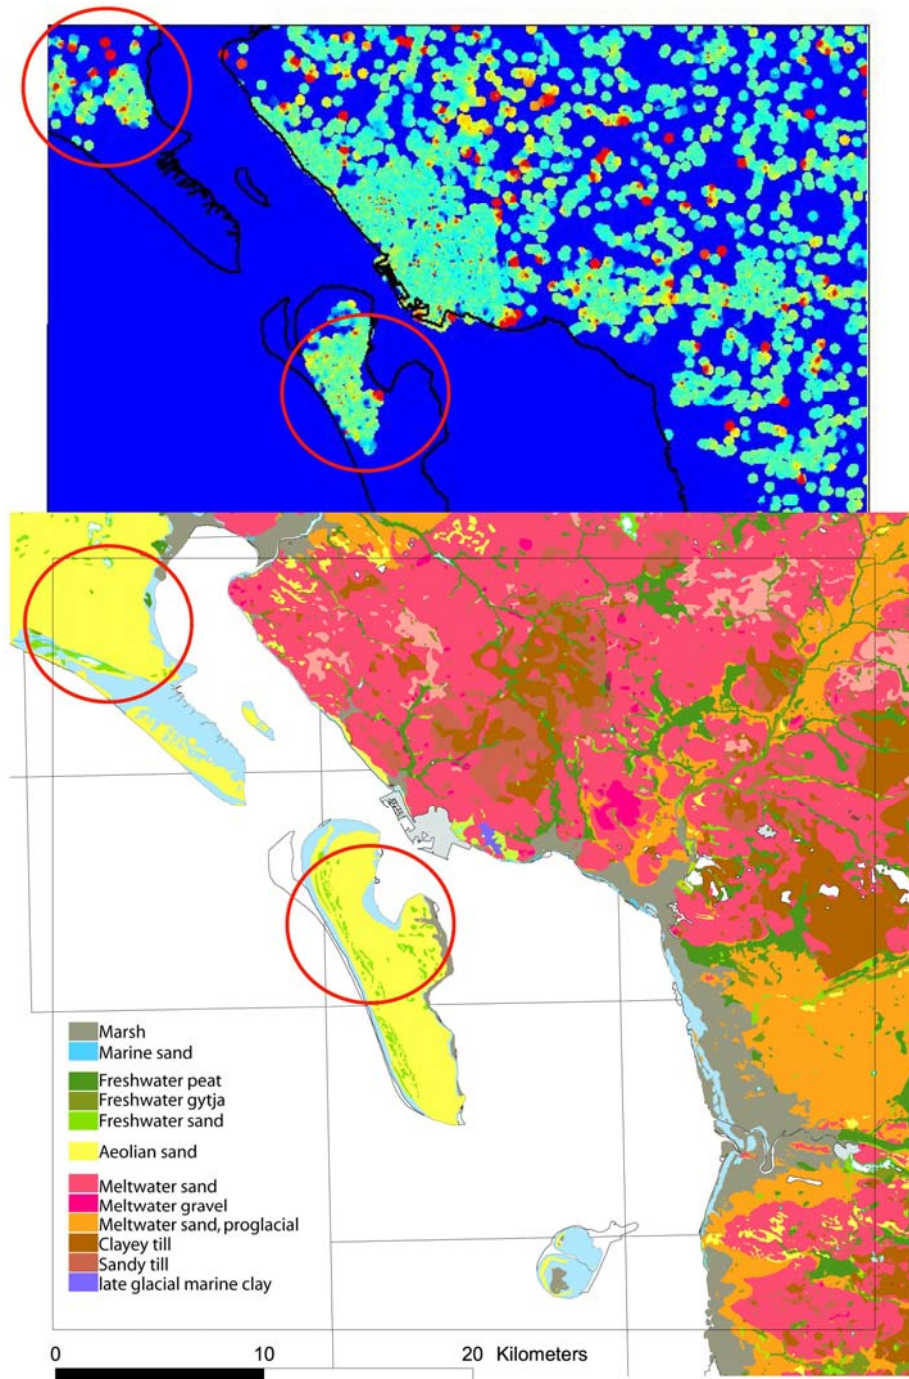 Marsh
Marine sand
Freshwater peat
Freshwater gytja
Freshwater sand
Aeolian sand
Meltwater sand
Meltwater gravel
Meltwater sand, proglacial
Clayey till
Sandy till
late glacial marine clay
0 10 20 Kilometers